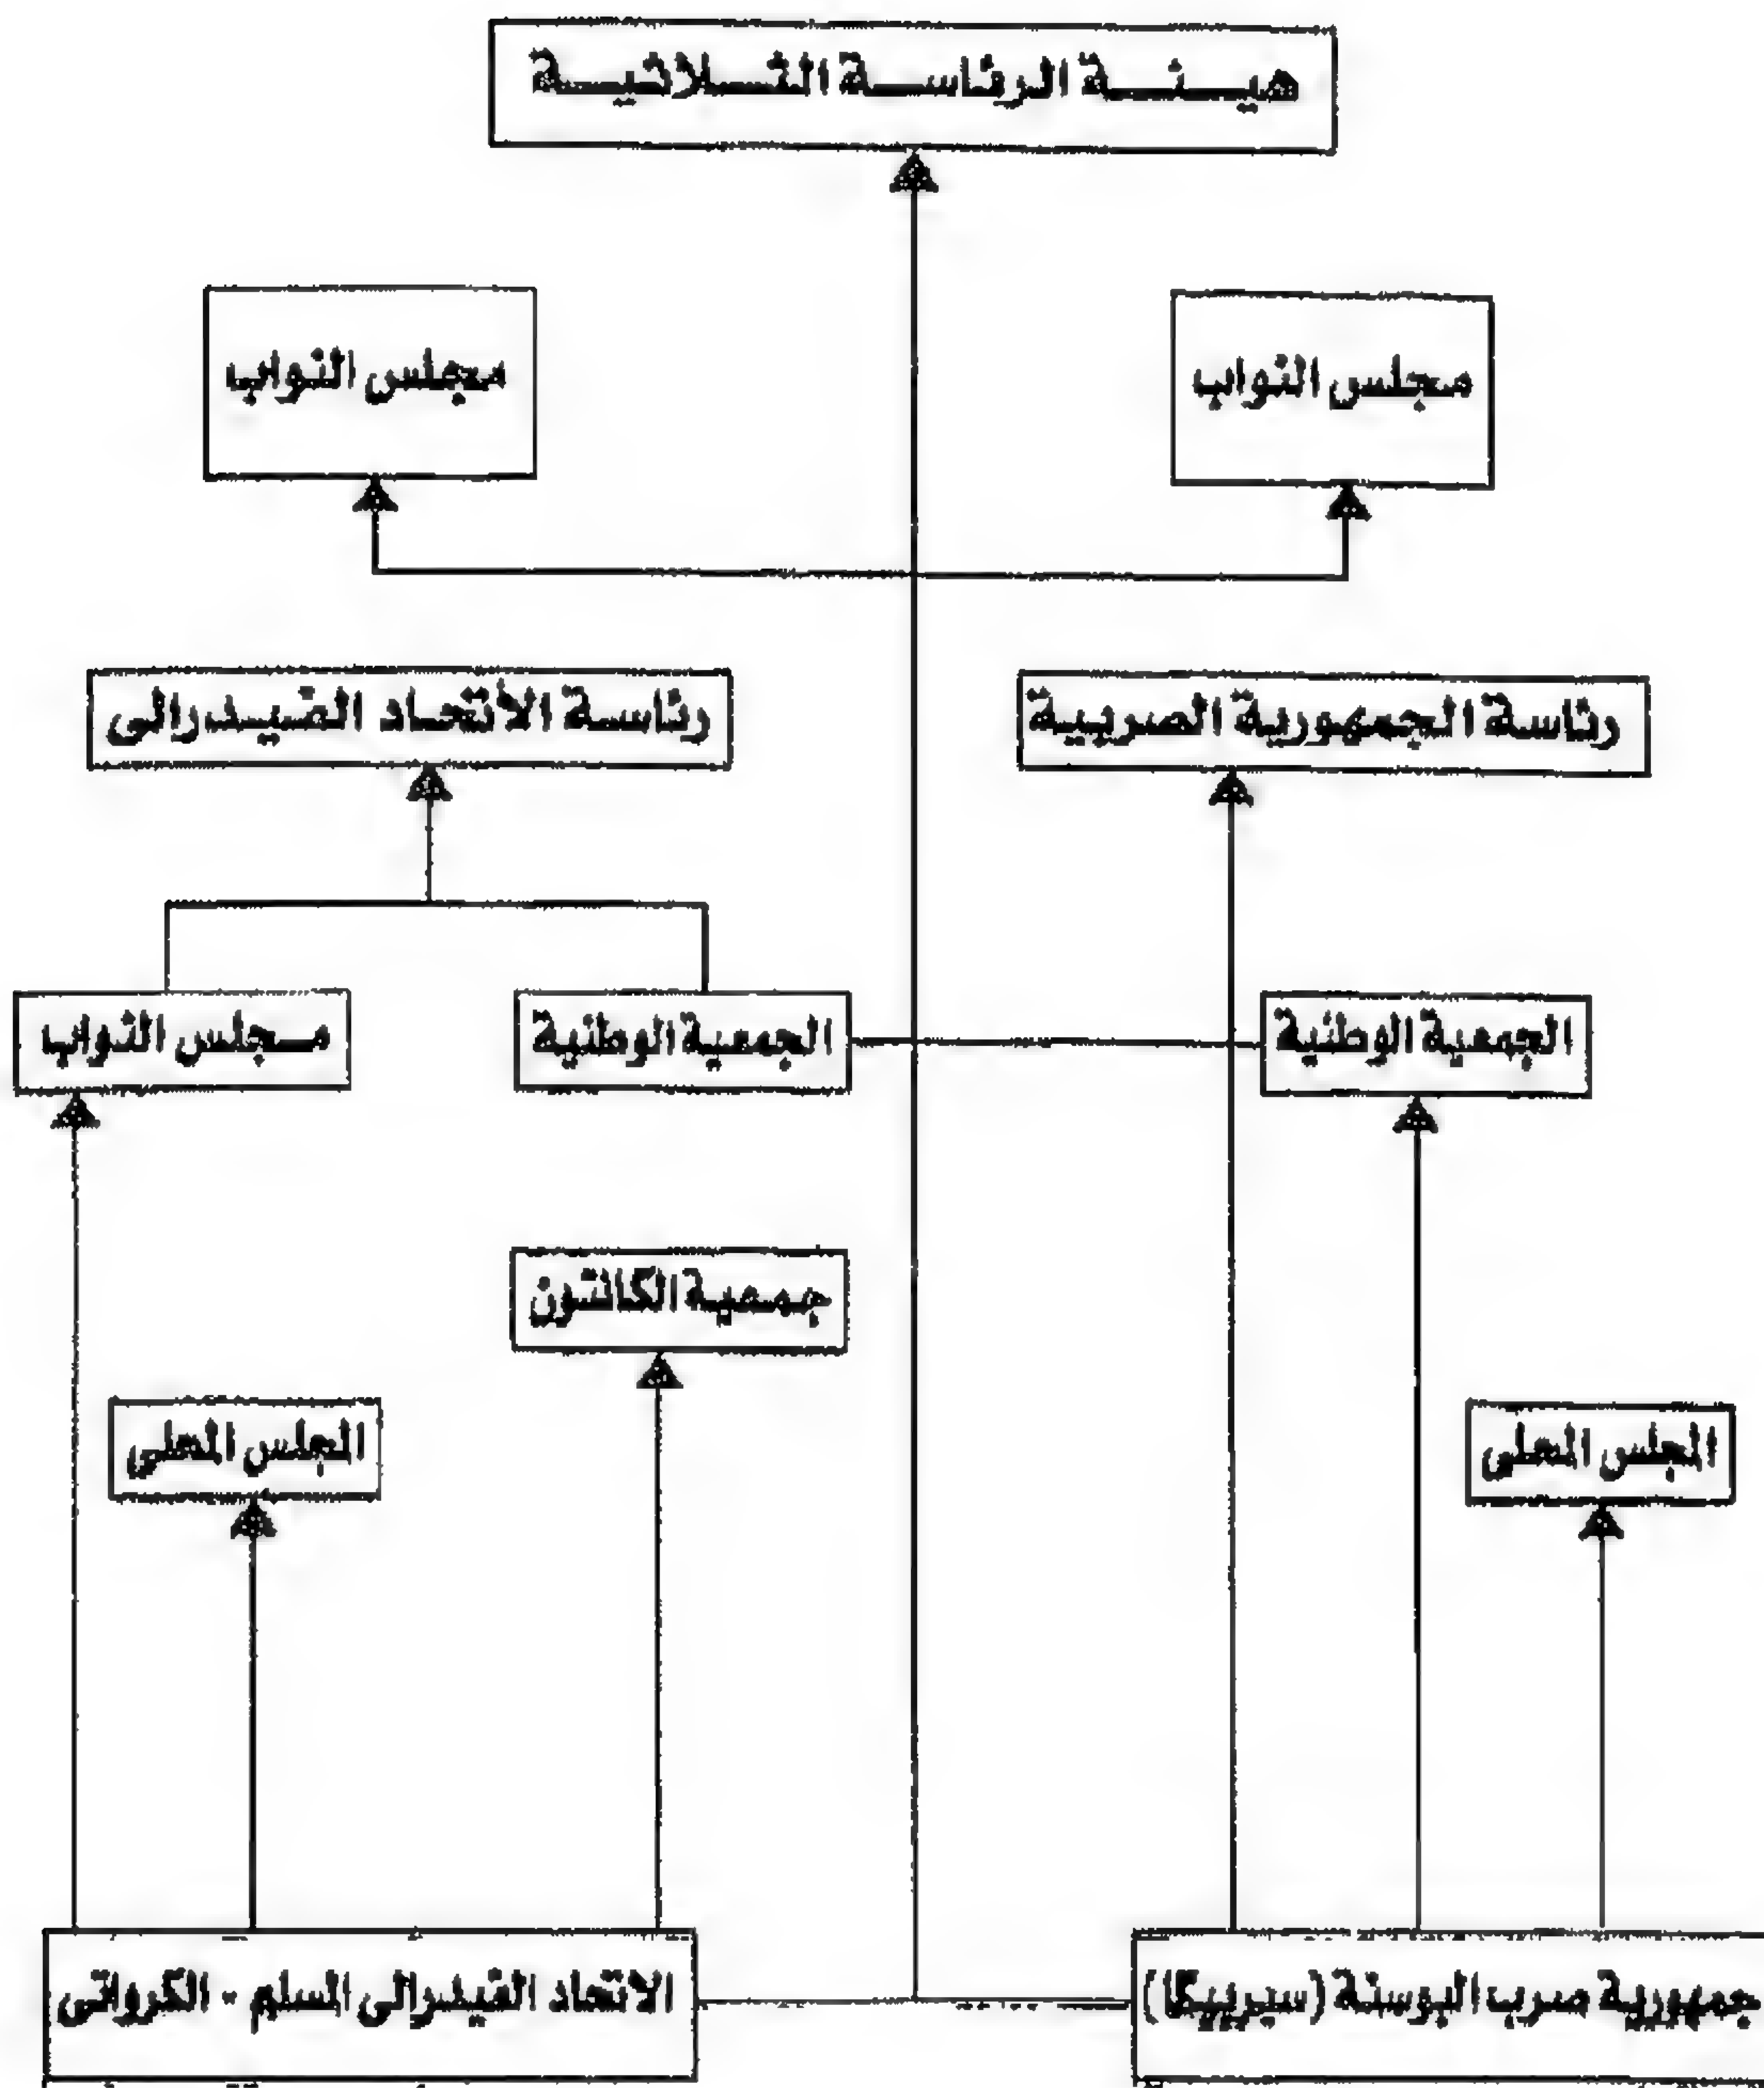 هيئة الرئاسة الثلاثية
مجلس النواب
مجلس النواب
رئاسة الجمهورية الصربية
رئاسة الاتحاد الفيدرالى
الجمعية الوطنية
الجمعية الوطنية
مجلس النواب
جمعية الكانتون
المجلس المحلى
المجلس المحلى
جمهورية صرب البوسنة (سيربيكا)
الاتحاد الفيدرالى المسلم - الكرواتى